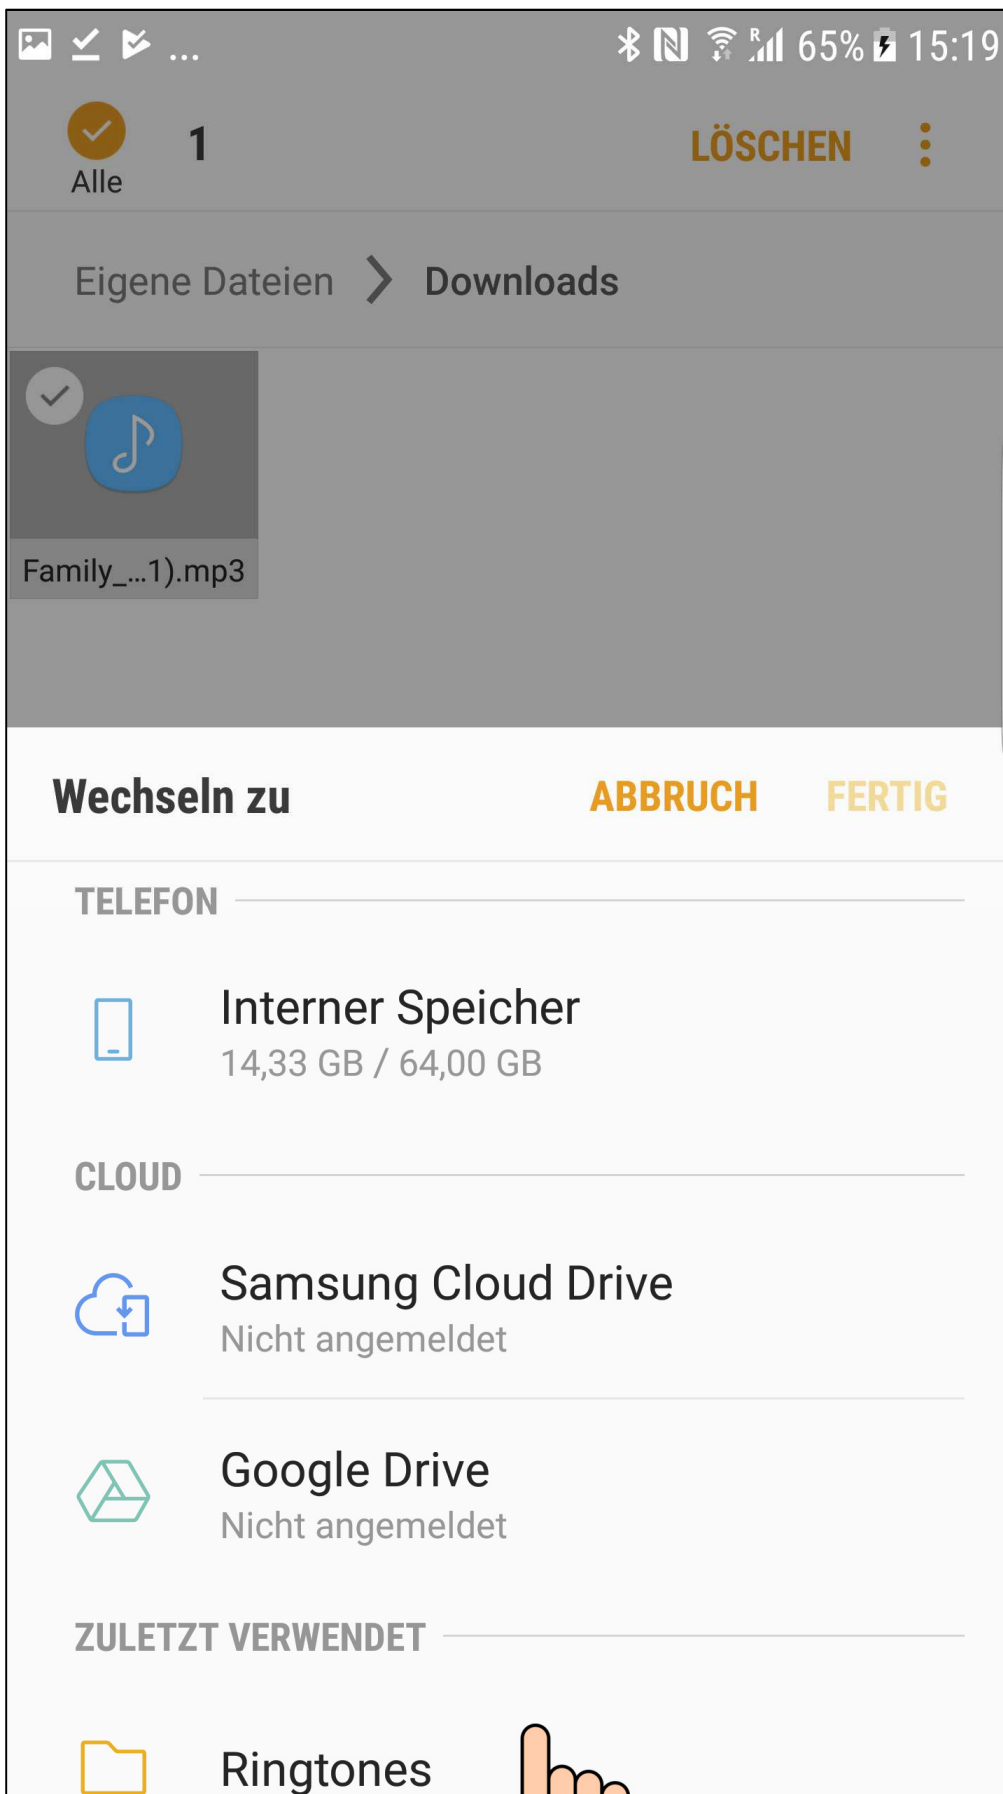 ... R 65% 15:19
1 LÖSCHEN
Alle
Eigene Dateien Downloads
Family_...1).mp3
Wechseln zu ABBRUCH FERTIG
TELEFON
Interner Speicher
14,33 GB / 64,00 GB
CLOUD
Samsung Cloud Drive
Nicht angemeldet
Google Drive
Nicht angemeldet
ZULETZT VERWENDET
Ringtones